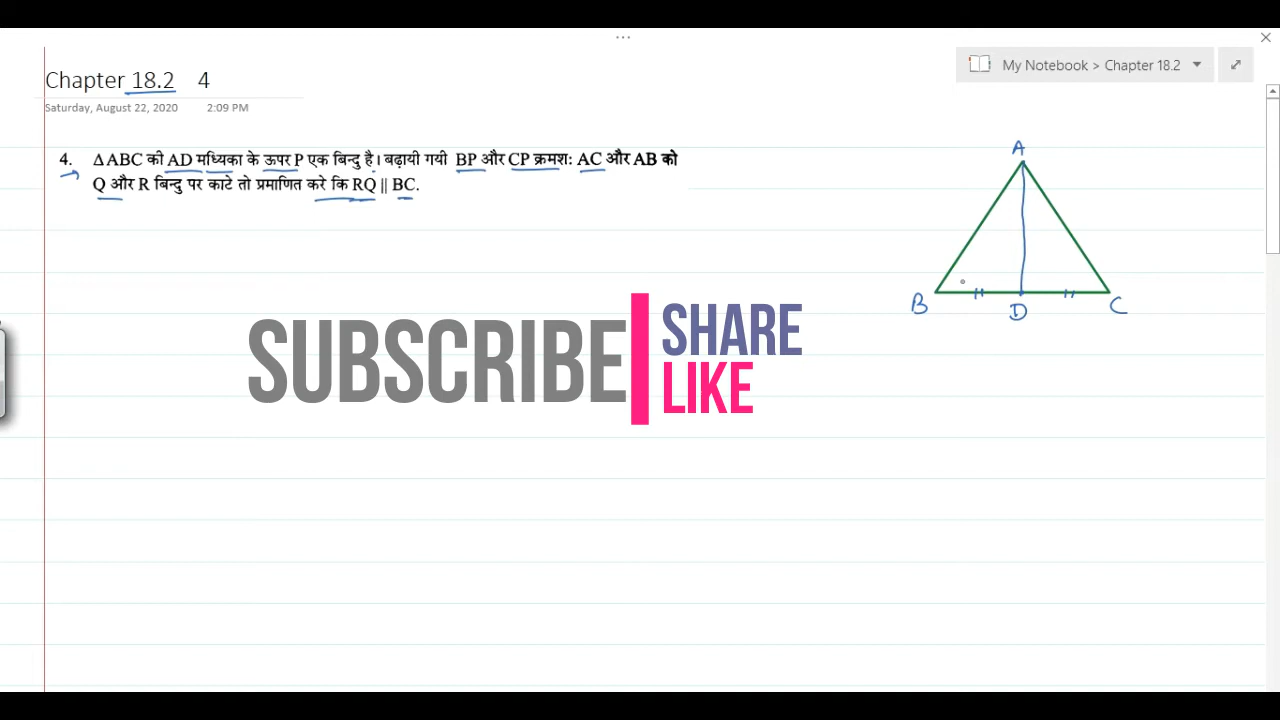 ...
My Notebook > Chapter 18.2
Chapter 18.2 4
Saturday, August 22, 2020 2:09 PM
4. Δ ABC की AD मध्यिका के ऊपर P एक बिन्दु है। बढ़ायी गयी BP और CP क्रमश: AC और AB को
Q और R बिन्दु पर काटे तो प्रमाणित करे कि RQ || BC.
A
B
D
C
SUBSCRIBE
SHARE
LIKE